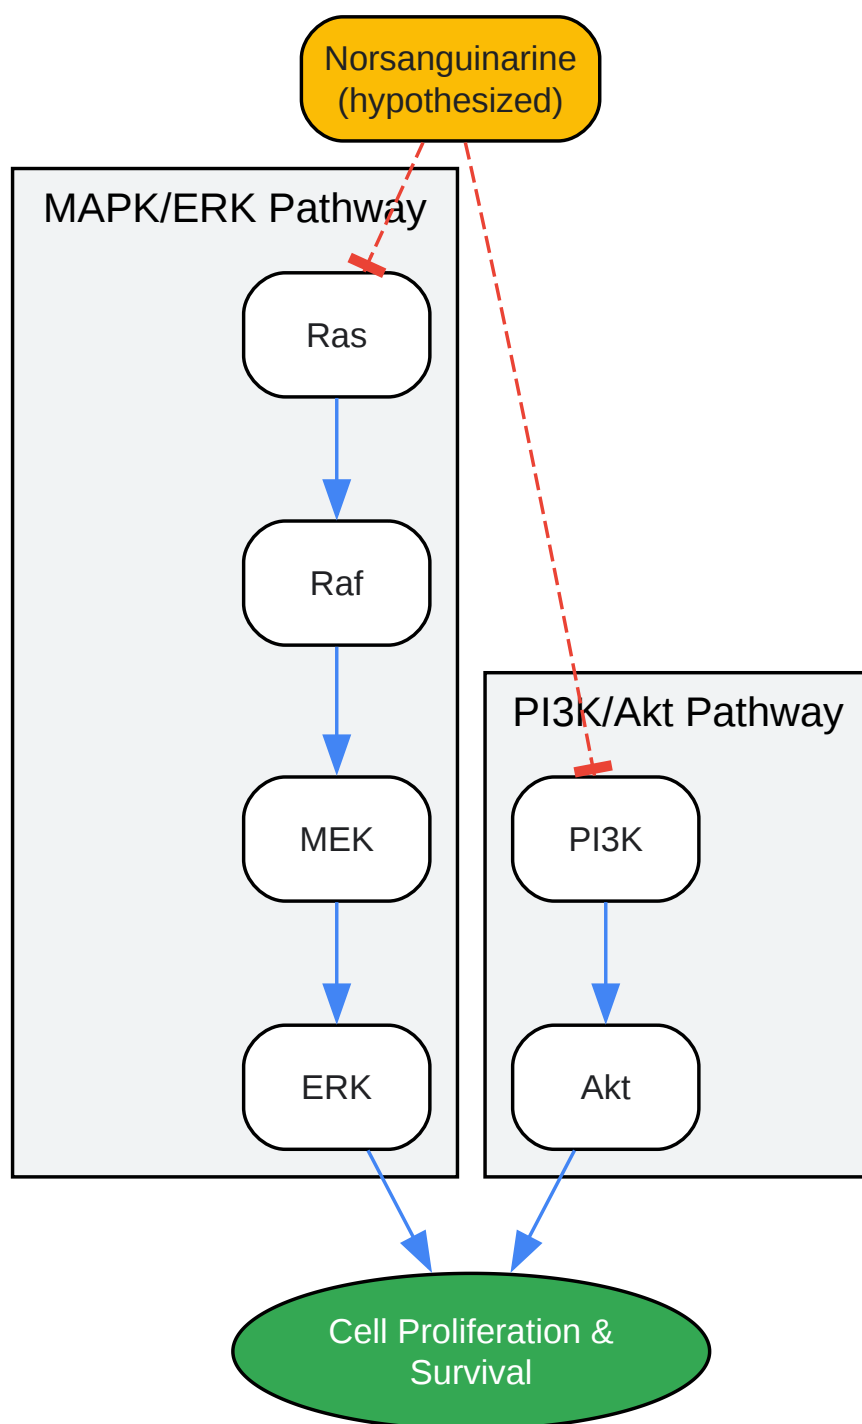 Norsanguinarine
(hypothesized)
MAPK/ERK Pathway
Ras
Raf
MEK
ERK
PI3K/Akt Pathway
PI3K
Akt
Cell Proliferation &
Survival